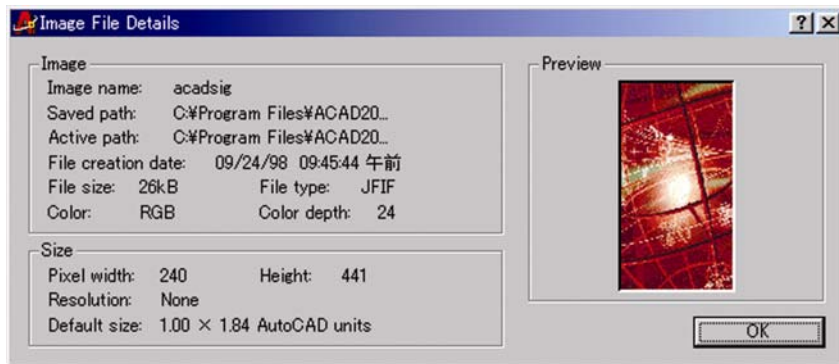 Image File Details
Image
Image name: acadsig
Saved path: C:¥Program Files¥ACAD20...
Active path: C:¥Program Files¥ACAD20...
File creation date: 09/24/98 09:45:44 午前
File size: 26kB File type: JFIF
Color: RGB Color depth: 24
Size
Pixel width: 240 Height: 441
Resolution: None
Default size: 1.00 × 1.84 AutoCAD units
Preview
OK